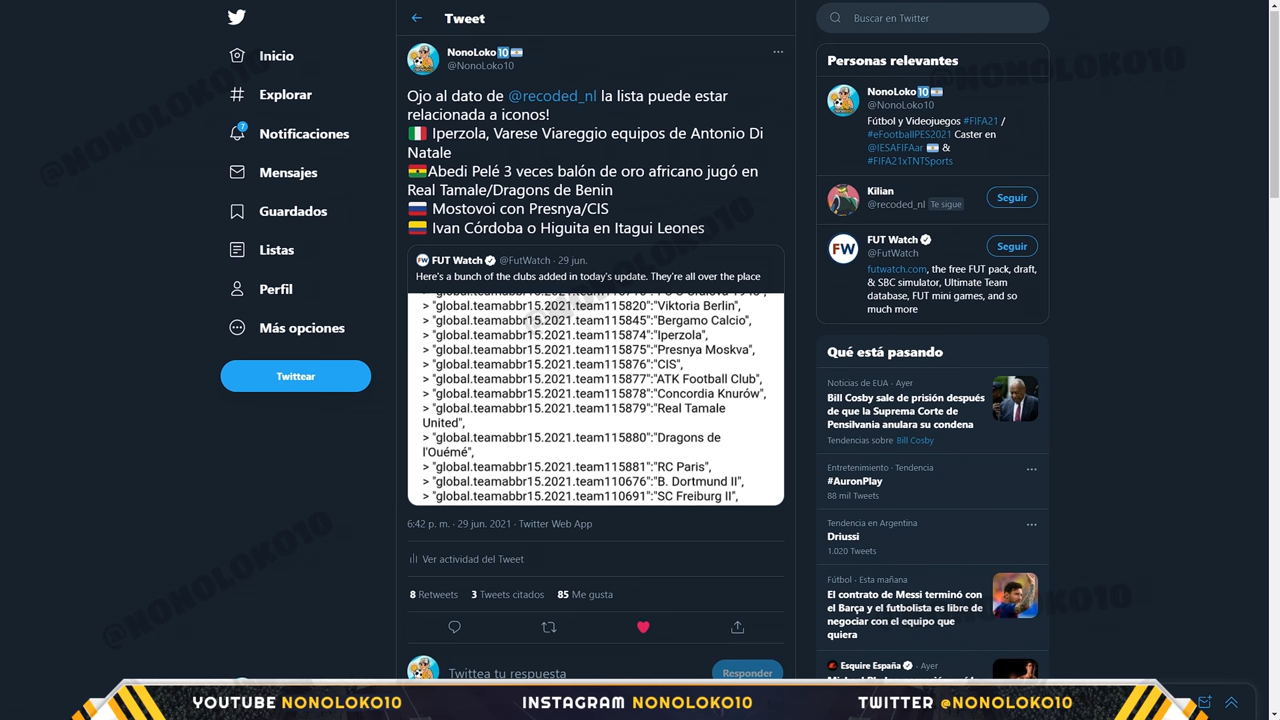 Inicio
Explorar
7
Notificaciones
Mensajes
Guardados
Listas
Perfil
Más opciones
Twittear
Tweet
NonoLoko
@NonoLoko10
Ojo al dato de @recoded_nl la lista puede estar
relacionada a iconos!
Iperzola, Varese Viareggio equipos de Antonio Di
Natale
Abedi Pelé 3 veces balón de oro africano jugó en
Real Tamale/Dragons de Benin
Mostovoi con Presnya/CIS
Ivan Córdoba o Higuita en Itagui Leones
FUT Watch @FutWatch · 29 jun.
Here's a bunch of the clubs added in today's update. They're all over the place
> "global.teamabbr15.2021.team115820":"Viktoria Berlin",
> "global.teamabbr15.2021.team115845":"Bergamo Calcio",
> "global.teamabbr15.2021.team115874":"Iperzola",
> "global.teamabbr15.2021.team115875":"Presnya Moskva",
> "global.teamabbr15.2021.team115876":"CIS",
> "global.teamabbr15.2021.team115877":"ATK Football Club",
> "global.teamabbr15.2021.team115878":"Concordia Knurów",
> "global.teamabbr15.2021.team115879":"Real Tamale
United",
> "global.teamabbr15.2021.team115880":"Dragons de
l'Ouémé",
> "global.teamabbr15.2021.team115881":"RC Paris",
> "global.teamabbr15.2021.team110676":"B. Dortmund II",
> "global.teamabbr15.2021.team110691":"SC Freiburg II",
6:42 p. m. · 29 jun. 2021 · Twitter Web App
Ver actividad del Tweet
8 Retweets 3 Tweets citados 85 Me gusta
Twittea tu respuesta
Responder
Buscar en Twitter
Personas relevantes
NonoLoko
@NonoLoko10
Fútbol y Videojuegos #FIFA21 /
#eFootballPES2021 Caster en
@IESAFIFAar &
#FIFA21xTNTSports
Kilian
@recoded_nl Te sigue
Seguir
FW
FUT Watch
@FutWatch
Seguir
futwatch.com, the free FUT pack, draft,
& SBC simulator, Ultimate Team
database, FUT mini games, and so
much more
Qué está pasando
Noticias de EUA · Ayer
Bill Cosby sale de prisión después
de que la Suprema Corte de
Pensilvania anulara su condena
Tendencias sobre Bill Cosby
Entretenimiento · Tendencia
#AuronPlay
88 mil Tweets
Tendencia en Argentina
Driussi
1.020 Tweets
Fútbol · Esta mañana
El contrato de Messi terminó con
el Barça y el futbolista es libre de
negociar con el equipo que
quiera
Esquire España · Ayer
YOUTUBE NONOLOKO10
INSTAGRAM NONOLOKO10
TWITTER @NONOLOKO10
@NONOLOKO10